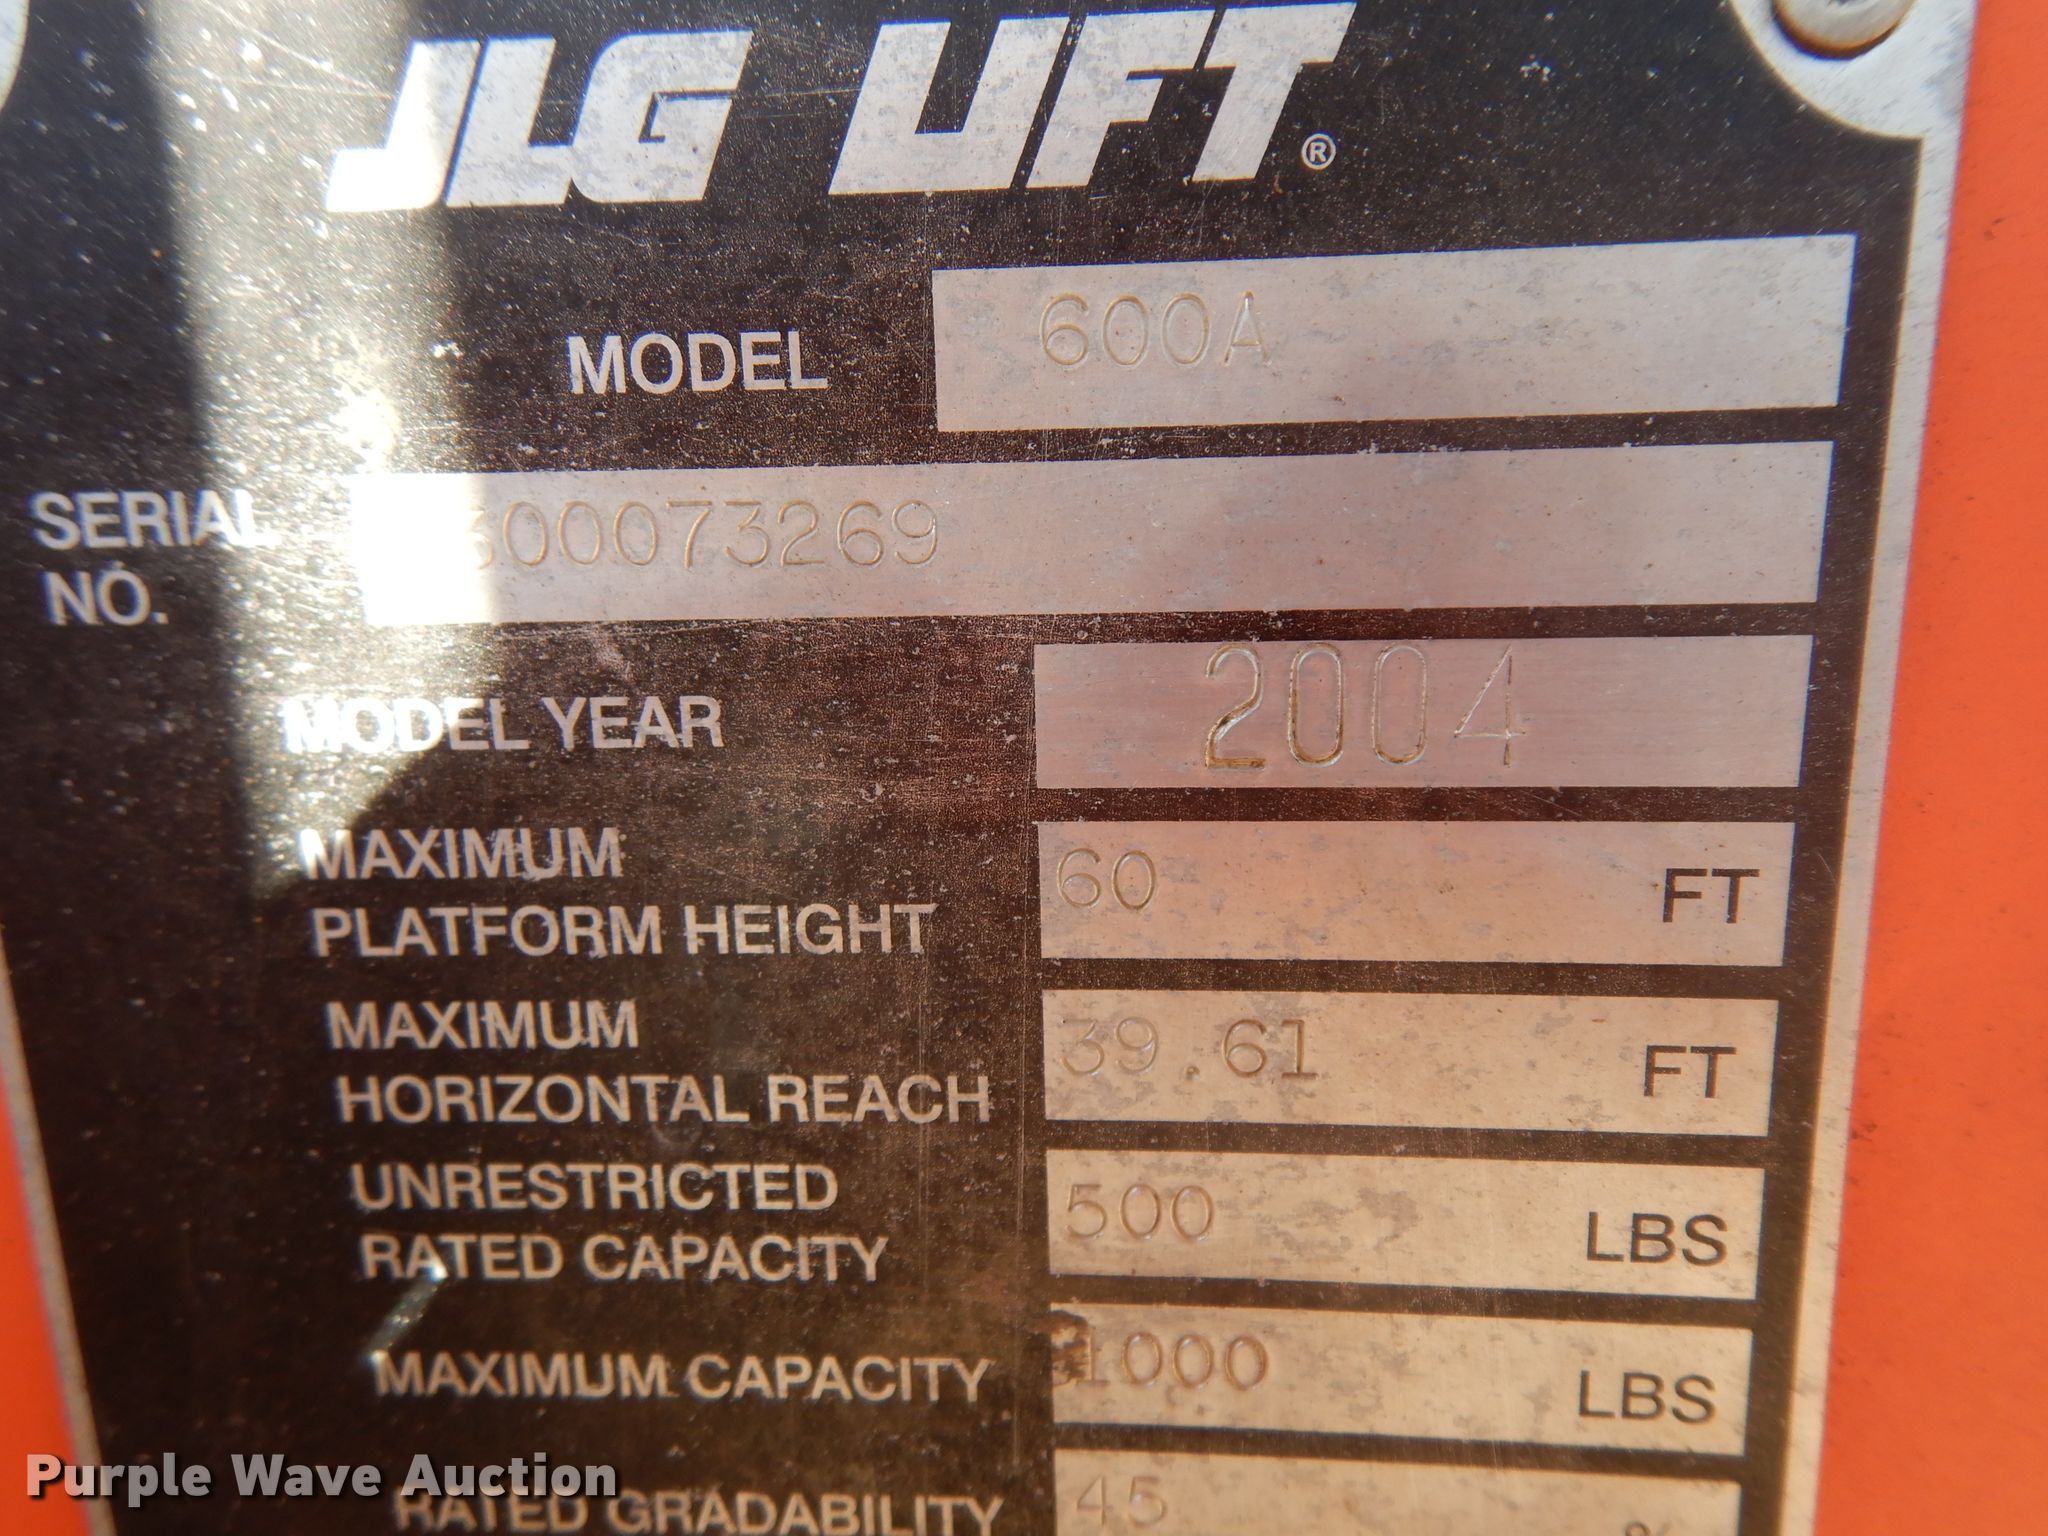 JLG LIFT®
MODEL 600A
SERIAL NO. 300073269
MODEL YEAR 2004
MAXIMUM
PLATFORM HEIGHT 60 FT
MAXIMUM
HORIZONTAL REACH 39.61 FT
UNRESTRICTED
RATED CAPACITY 500 LBS
MAXIMUM CAPACITY 1000 LBS
RATED GRADABILITY 45 %
Purple Wave Auction